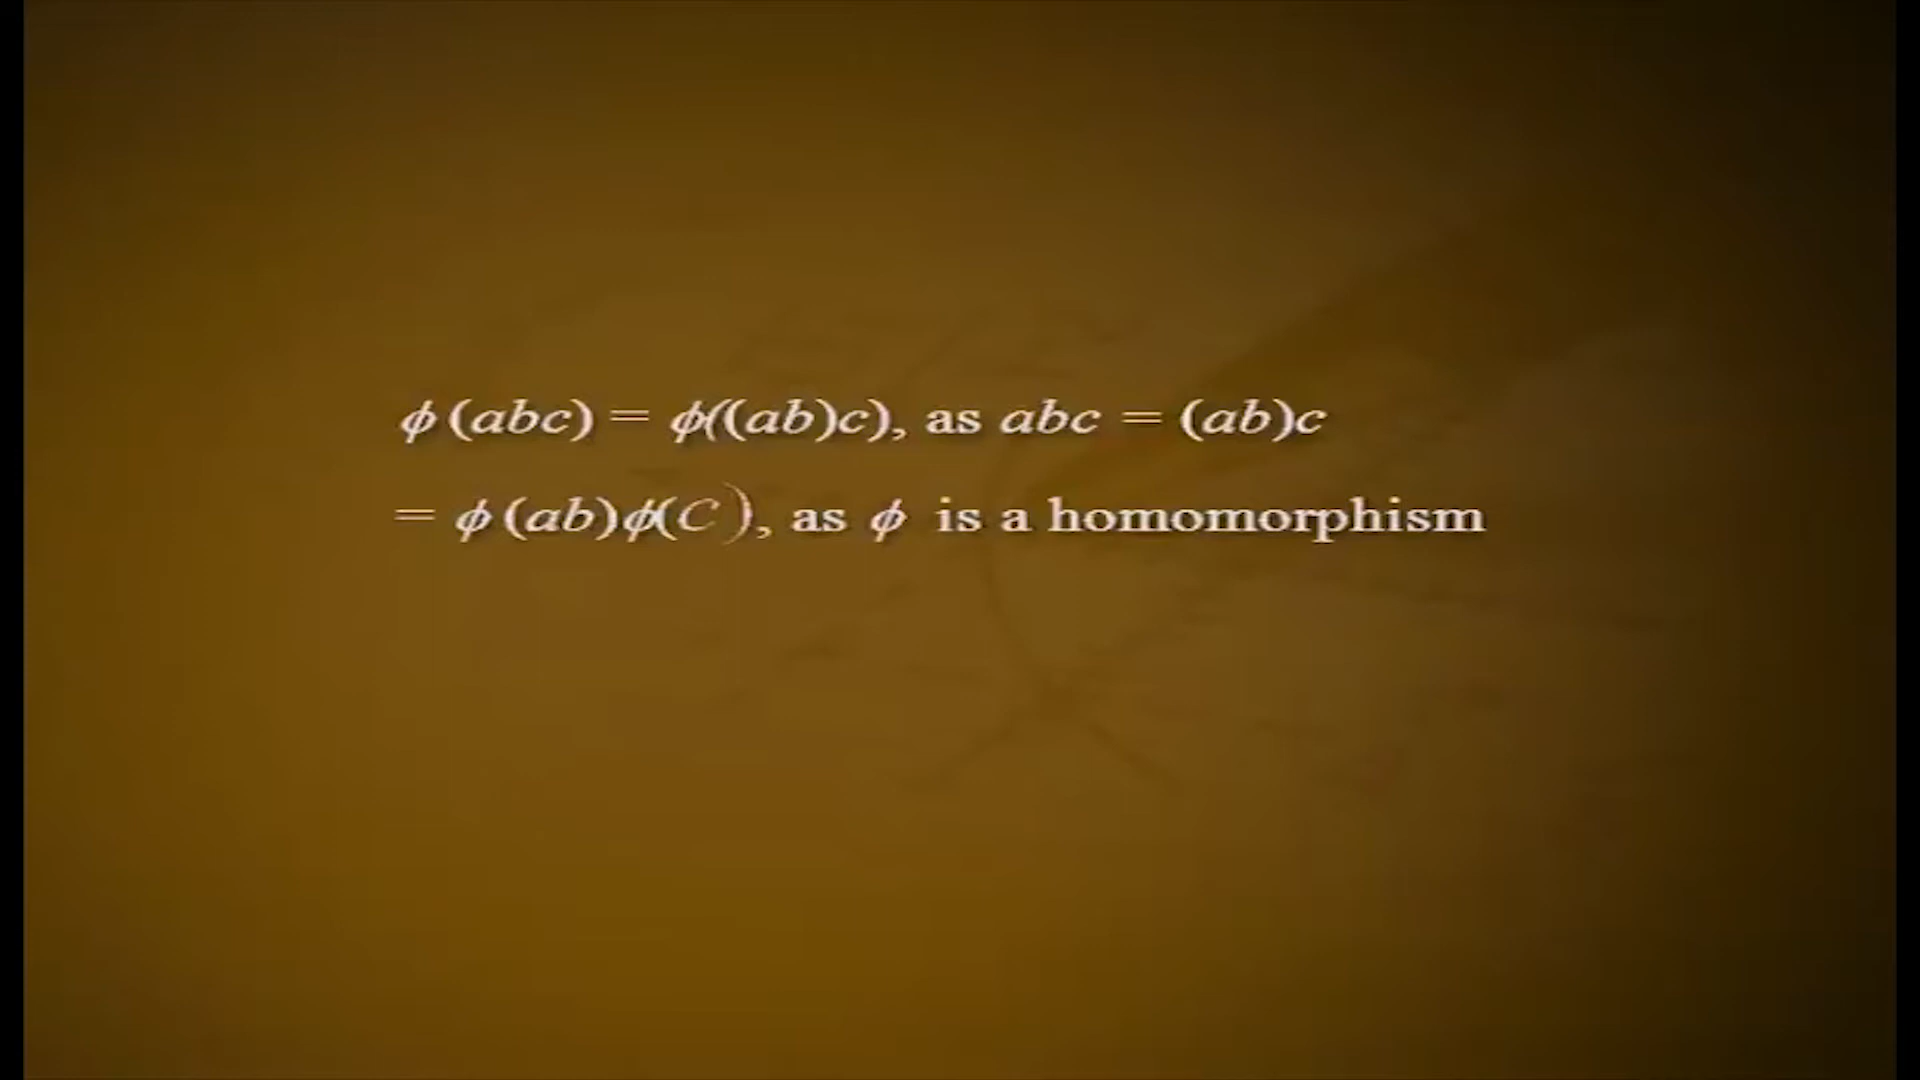 ϕ (abc) = ϕ((ab)c), as abc = (ab)c
= ϕ (ab)ϕ(C), as ϕ is a homomorphism